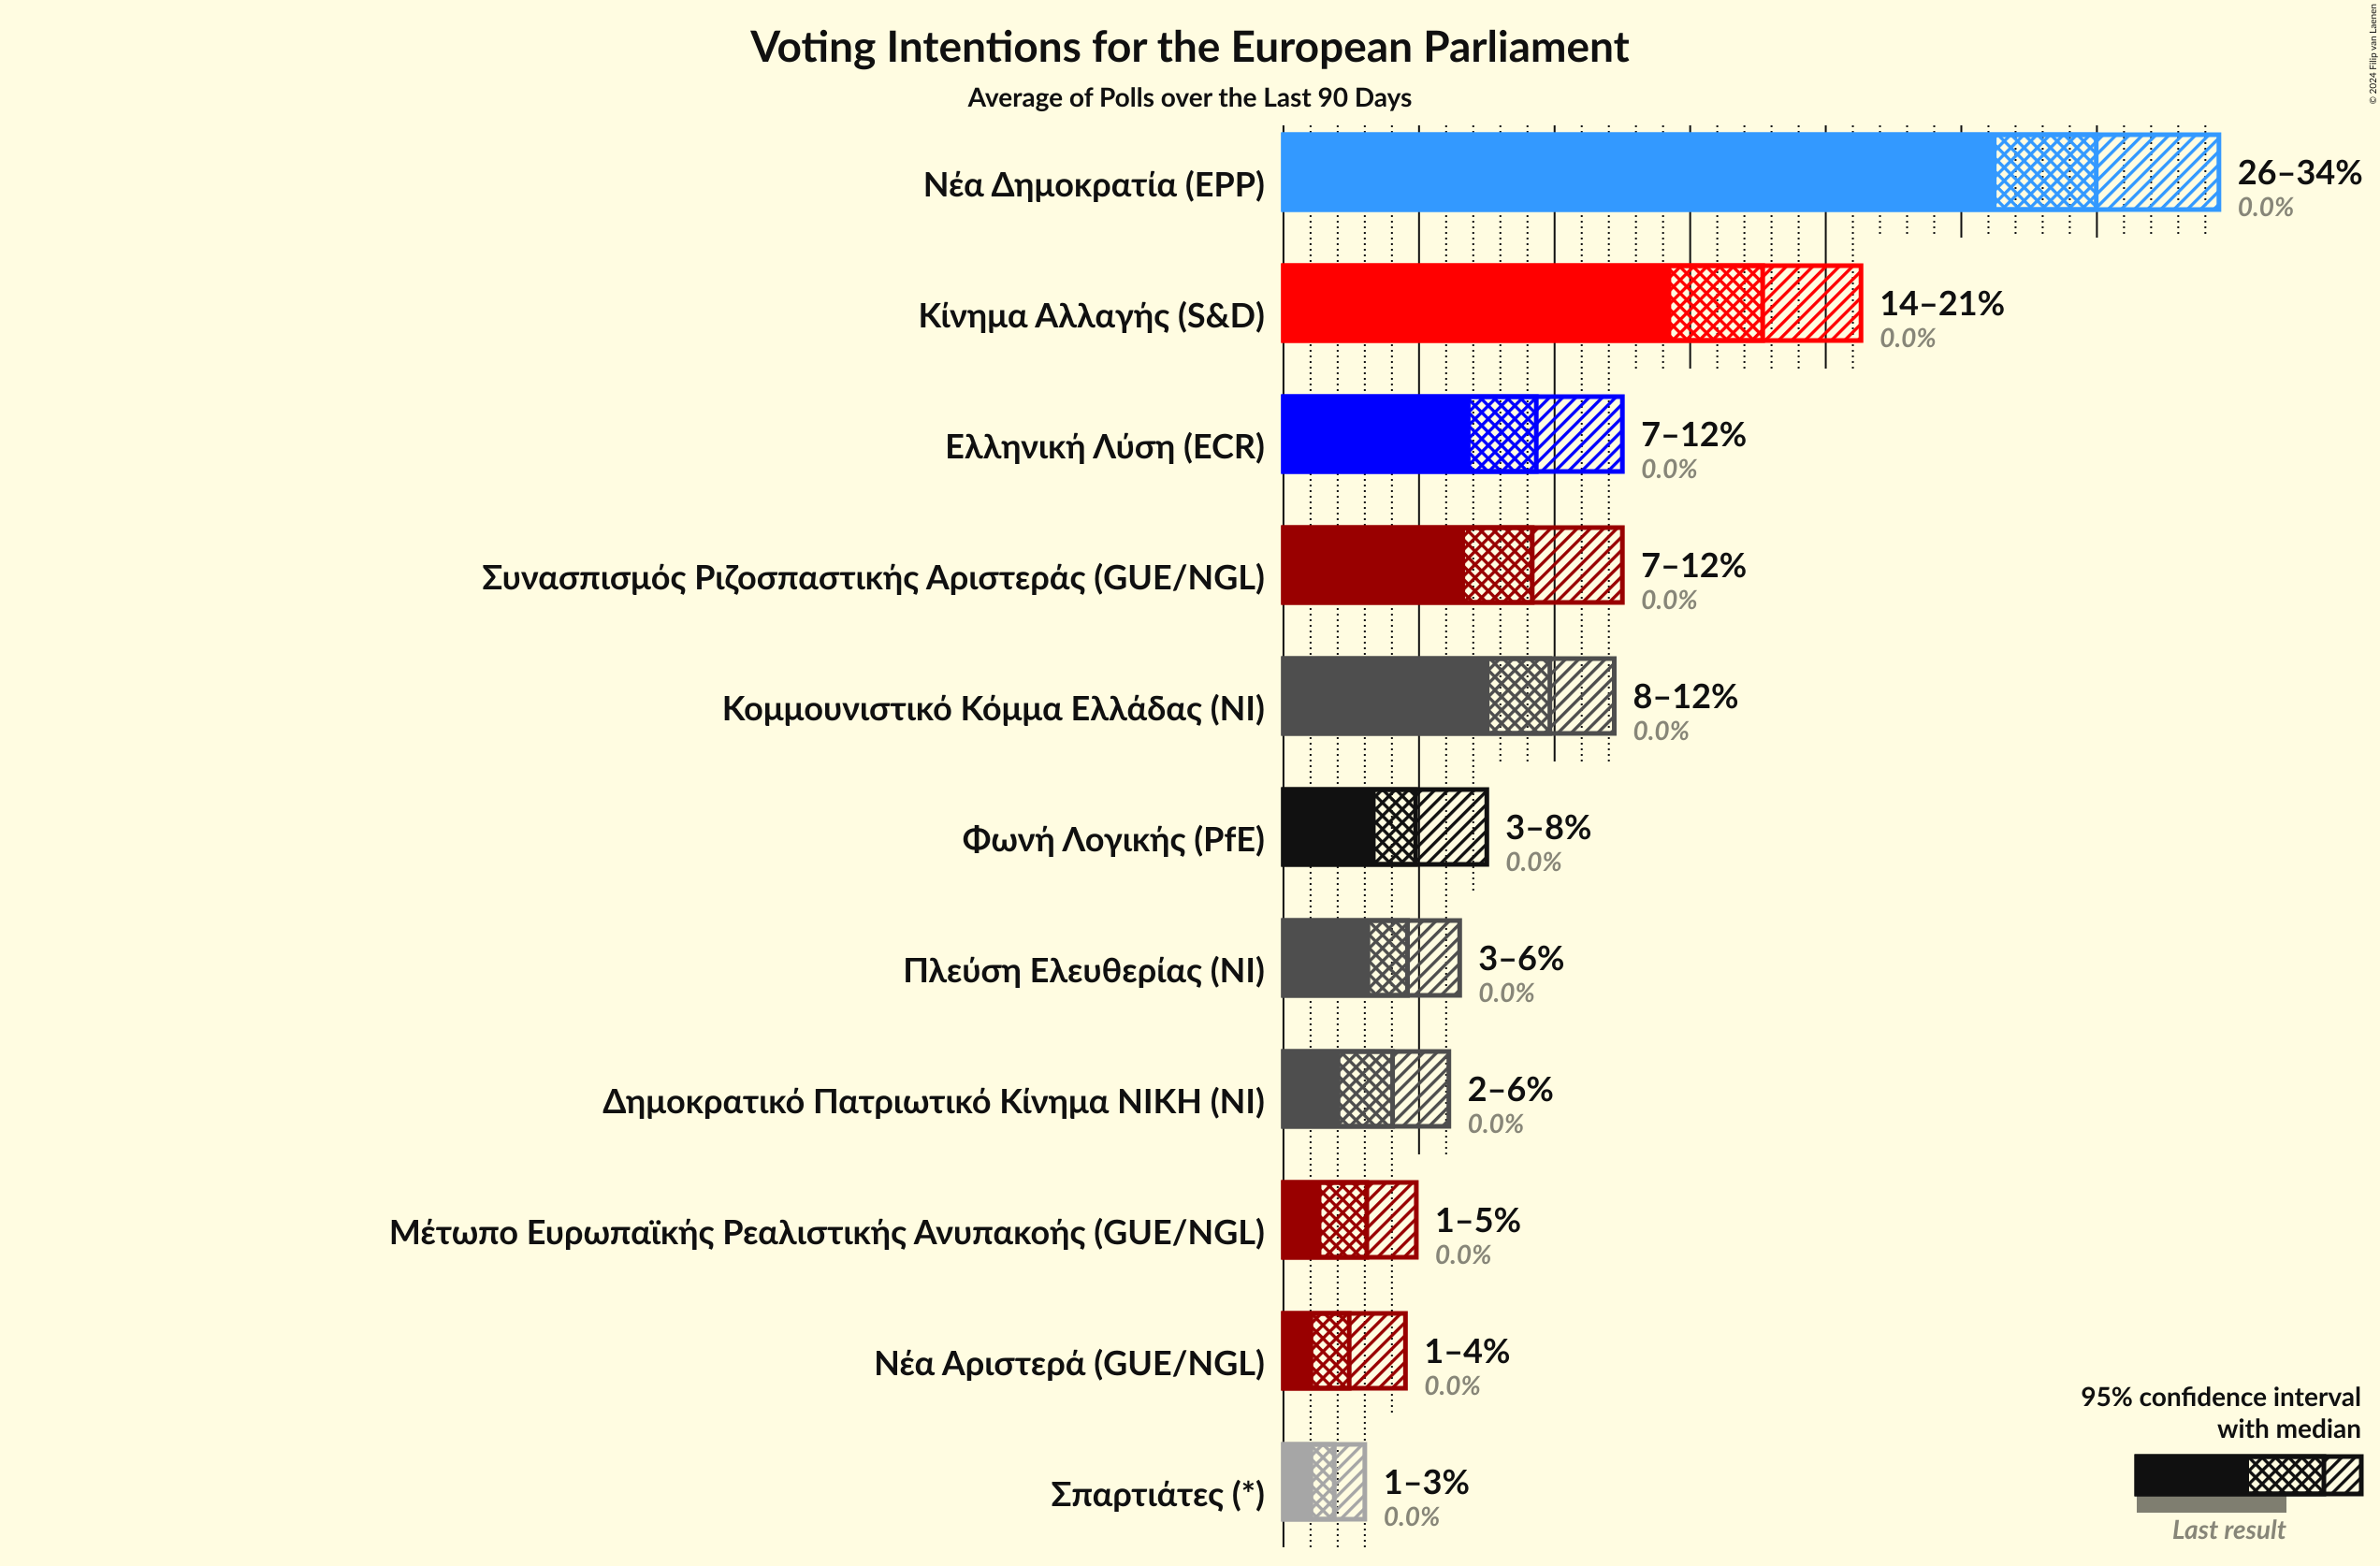 Voting Intentions for the European Parliament
Average of Polls over the Last 90 Days
© 2024 Filip van Laenen
Νέα Δημοκρατία (EPP)
26–34%
0.0%
Κίνημα Αλλαγής (S&D)
14–21%
0.0%
Ελληνική Λύση (ECR)
7–12%
0.0%
Συνασπισμός Ριζοσπαστικής Αριστεράς (GUE/NGL)
7–12%
0.0%
Κομμουνιστικό Κόμμα Ελλάδας (NI)
8–12%
0.0%
Φωνή Λογικής (PfE)
3–8%
0.0%
Πλεύση Ελευθερίας (NI)
3–6%
0.0%
Δημοκρατικό Πατριωτικό Κίνημα ΝΙΚΗ (NI)
2–6%
0.0%
Μέτωπο Ευρωπαϊκής Ρεαλιστικής Ανυπακοής (GUE/NGL)
1–5%
0.0%
Νέα Αριστερά (GUE/NGL)
1–4%
0.0%
Σπαρτιάτες (*)
1–3%
0.0%
95% confidence interval
with median
Last result